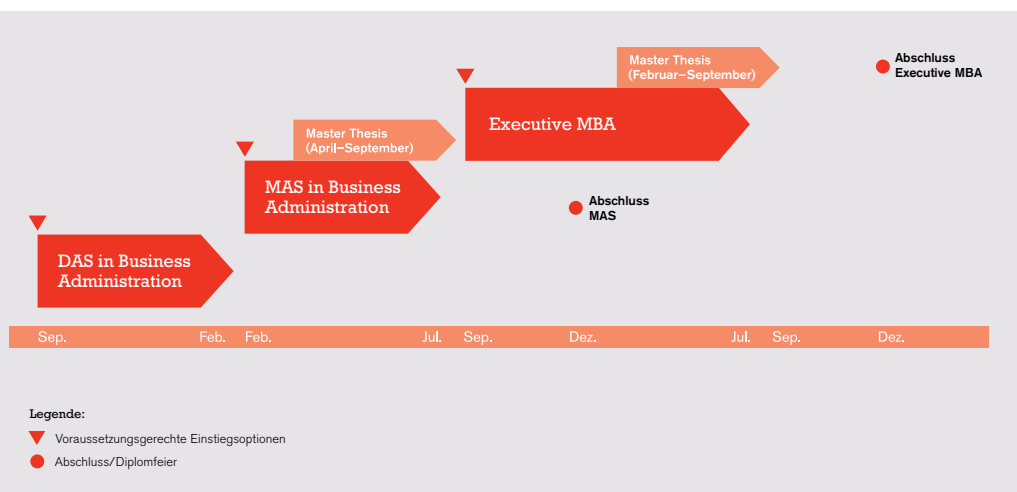 Abschluss
Executive MBA
Master Thesis
(Februar–September)
Executive MBA
Master Thesis
(April–September)
MAS in Business
Administration
Abschluss
MAS
DAS in Business
Administration
Sep. Feb. Feb. Jul. Sep. Dez. Jul. Sep. Dez.
Legende:
Voraussetzungsgerechte Einstiegsoptionen
Abschluss/Diplomfeier